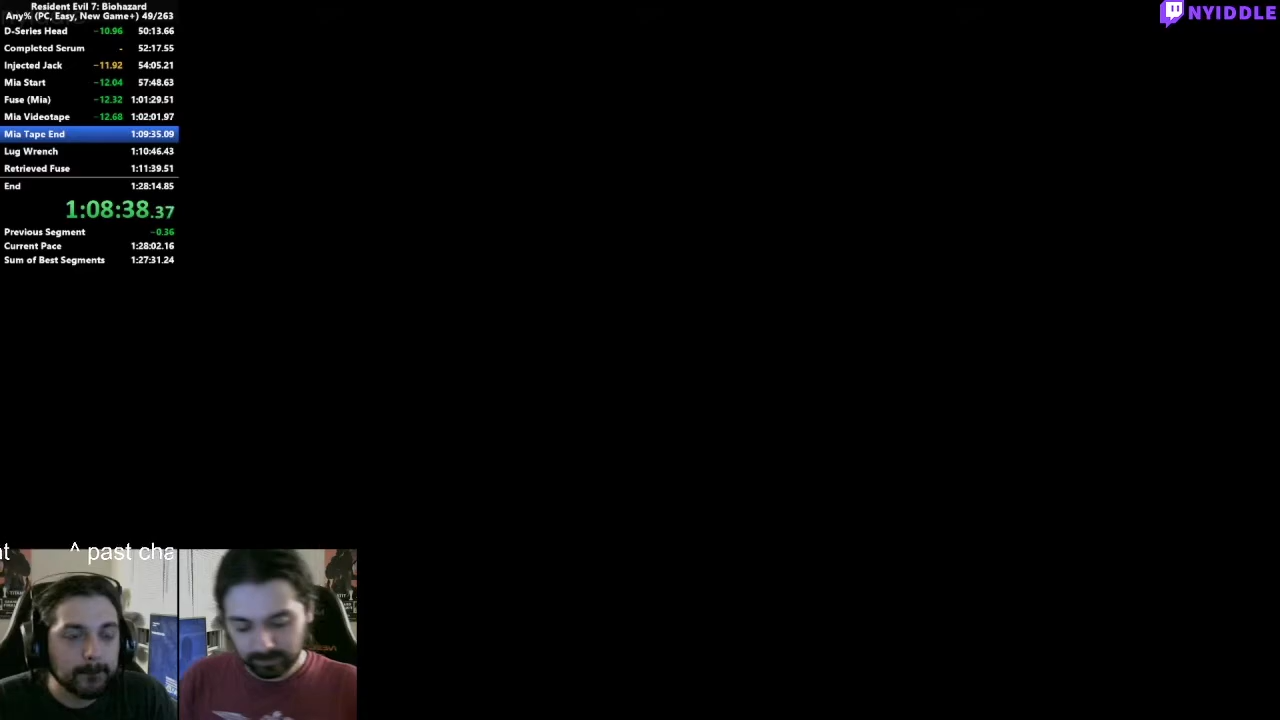 Resident Evil 7: Biohazard
Any% (PC, Easy, New Game+) 49/263
D-Series Head -10.96 50:13.66
Completed Serum - 52:17.55
Injected Jack -11.92 54:05.21
Mia Start -12.04 57:48.63
Fuse (Mia) -12.32 1:01:29.51
Mia Videotape -12.68 1:02:01.97
Mia Tape End 1:09:35.09
Lug Wrench 1:10:46.43
Retrieved Fuse 1:11:39.51
End 1:28:14.85
1:08:38.37
Previous Segment -0.36
Current Pace 1:28:02.16
Sum of Best Segments 1:27:31.24
NYIDDLE
^ past cha